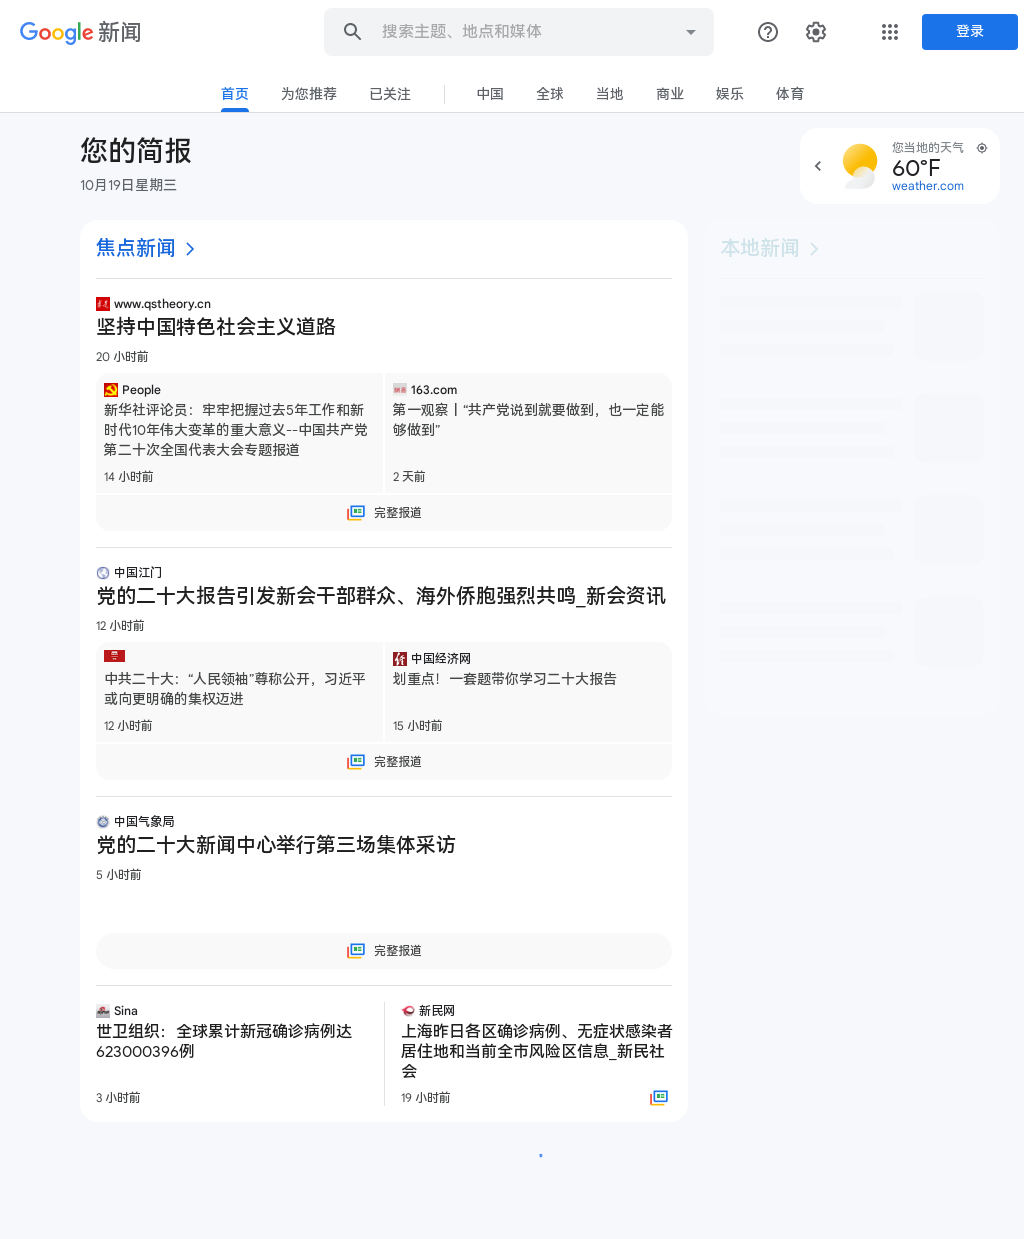 Google 新闻
搜索主题、地点和媒体
登录
首页
为您推荐
已关注
中国
全球
当地
商业
娱乐
体育
您的简报
10月19日星期三
您当地的天气
60°F
weather.com
焦点新闻
本地新闻
www.qstheory.cn
坚持中国特色社会主义道路
20 小时前
People
新华社评论员：牢牢把握过去5年工作和新
时代10年伟大变革的重大意义--中国共产党
第二十次全国代表大会专题报道
14 小时前
163.com
第一观察丨“共产党说到就要做到，也一定能
够做到”
2 天前
完整报道
中国江门
党的二十大报告引发新会干部群众、海外侨胞强烈共鸣_新会资讯
12 小时前
中共二十大：“人民领袖”尊称公开，习近平
或向更明确的集权迈进
12 小时前
中国经济网
划重点！一套题带你学习二十大报告
15 小时前
完整报道
中国气象局
党的二十大新闻中心举行第三场集体采访
5 小时前
完整报道
Sina
世卫组织：全球累计新冠确诊病例达
623000396例
3 小时前
新民网
上海昨日各区确诊病例、无症状感染者
居住地和当前全市风险区信息_新民社
会
19 小时前